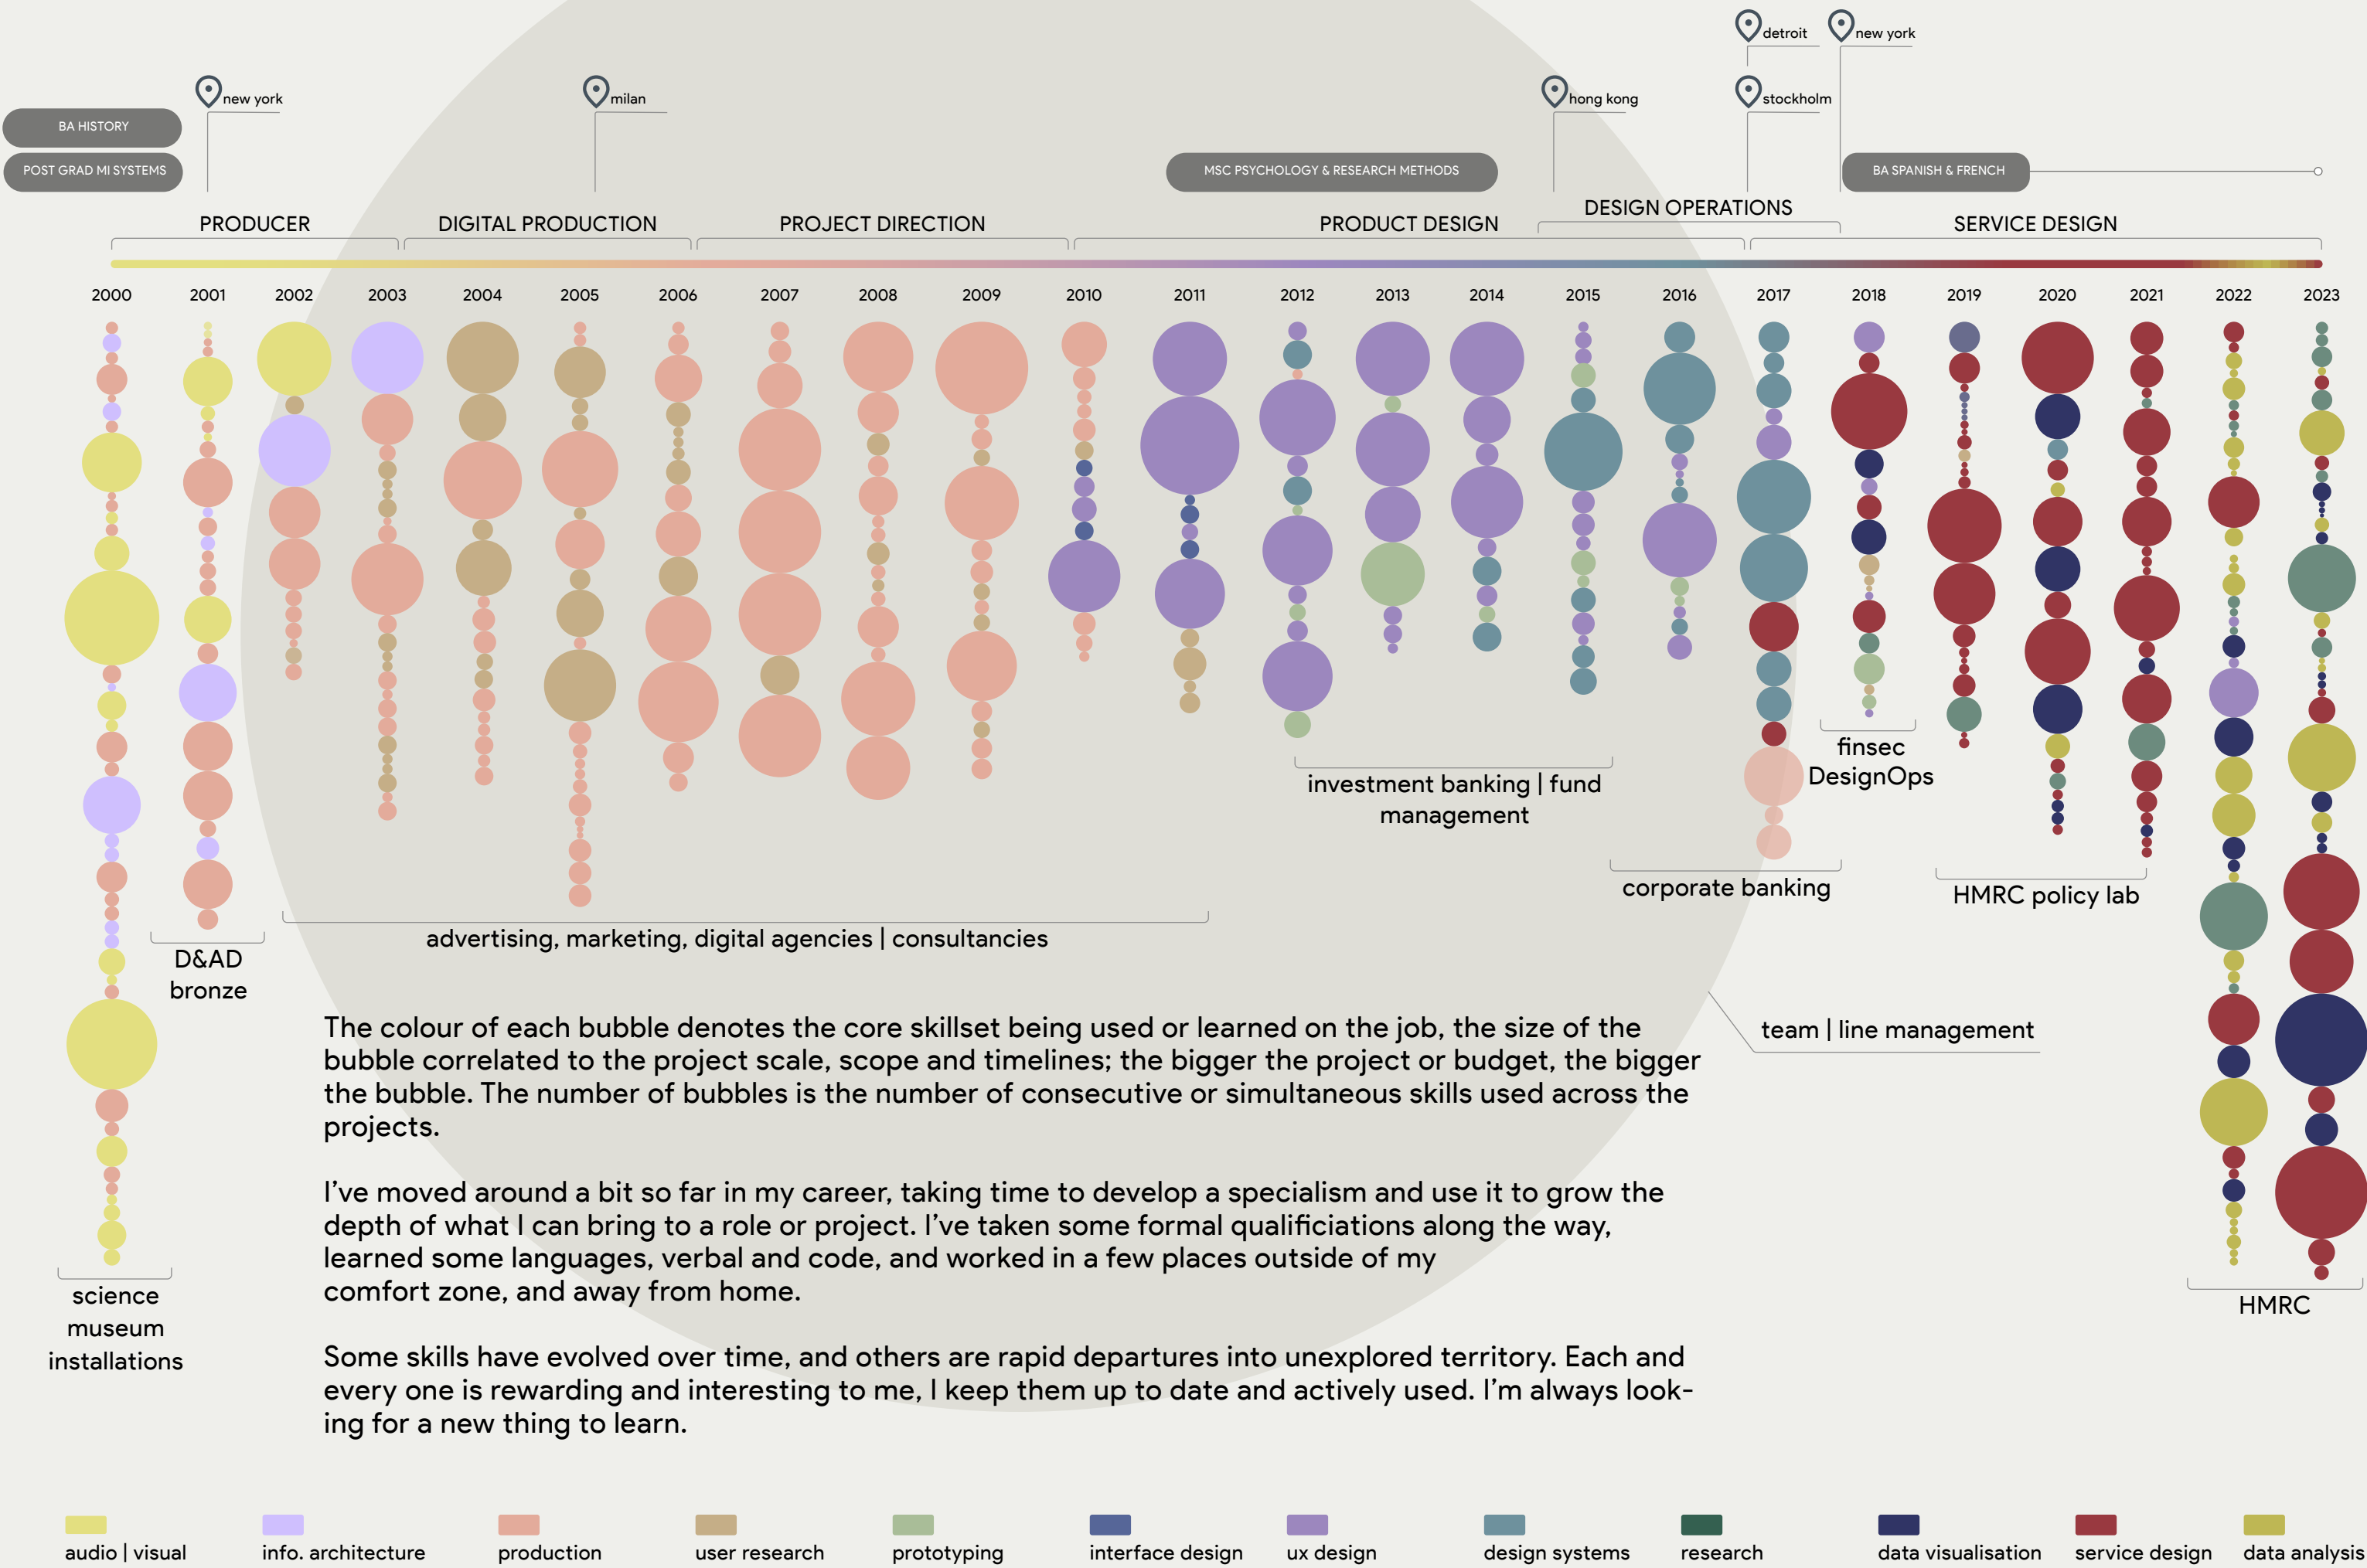 detroit
new york
new york
milan
hong kong
stockholm
BA HISTORY
POST GRAD MI SYSTEMS
MSC PSYCHOLOGY & RESEARCH METHODS
BA SPANISH & FRENCH
PRODUCER
DIGITAL PRODUCTION
PROJECT DIRECTION
PRODUCT DESIGN
DESIGN OPERATIONS
SERVICE DESIGN
2000 2001 2002 2003 2004 2005 2006 2007 2008 2009 2010 2011 2012 2013 2014 2015 2016 2017 2018 2019 2020 2021 2022 2023
finsec
DesignOps
investment banking | fund
management
corporate banking
HMRC policy lab
advertising, marketing, digital agencies | consultancies
D&AD
bronze
team | line management
The colour of each bubble denotes the core skillset being used or learned on the job, the size of the
bubble correlated to the project scale, scope and timelines; the bigger the project or budget, the bigger
the bubble. The number of bubbles is the number of consecutive or simultaneous skills used across the
projects.
I've moved around a bit so far in my career, taking time to develop a specialism and use it to grow the
depth of what I can bring to a role or project. I've taken some formal qualificiations along the way,
learned some languages, verbal and code, and worked in a few places outside of my
comfort zone, and away from home.
Some skills have evolved over time, and others are rapid departures into unexplored territory. Each and
every one is rewarding and interesting to me, I keep them up to date and actively used. I'm always look-
ing for a new thing to learn.
science
museum
installations
HMRC
audio | visual
info. architecture
production
user research
prototyping
interface design
ux design
design systems
research
data visualisation
service design
data analysis